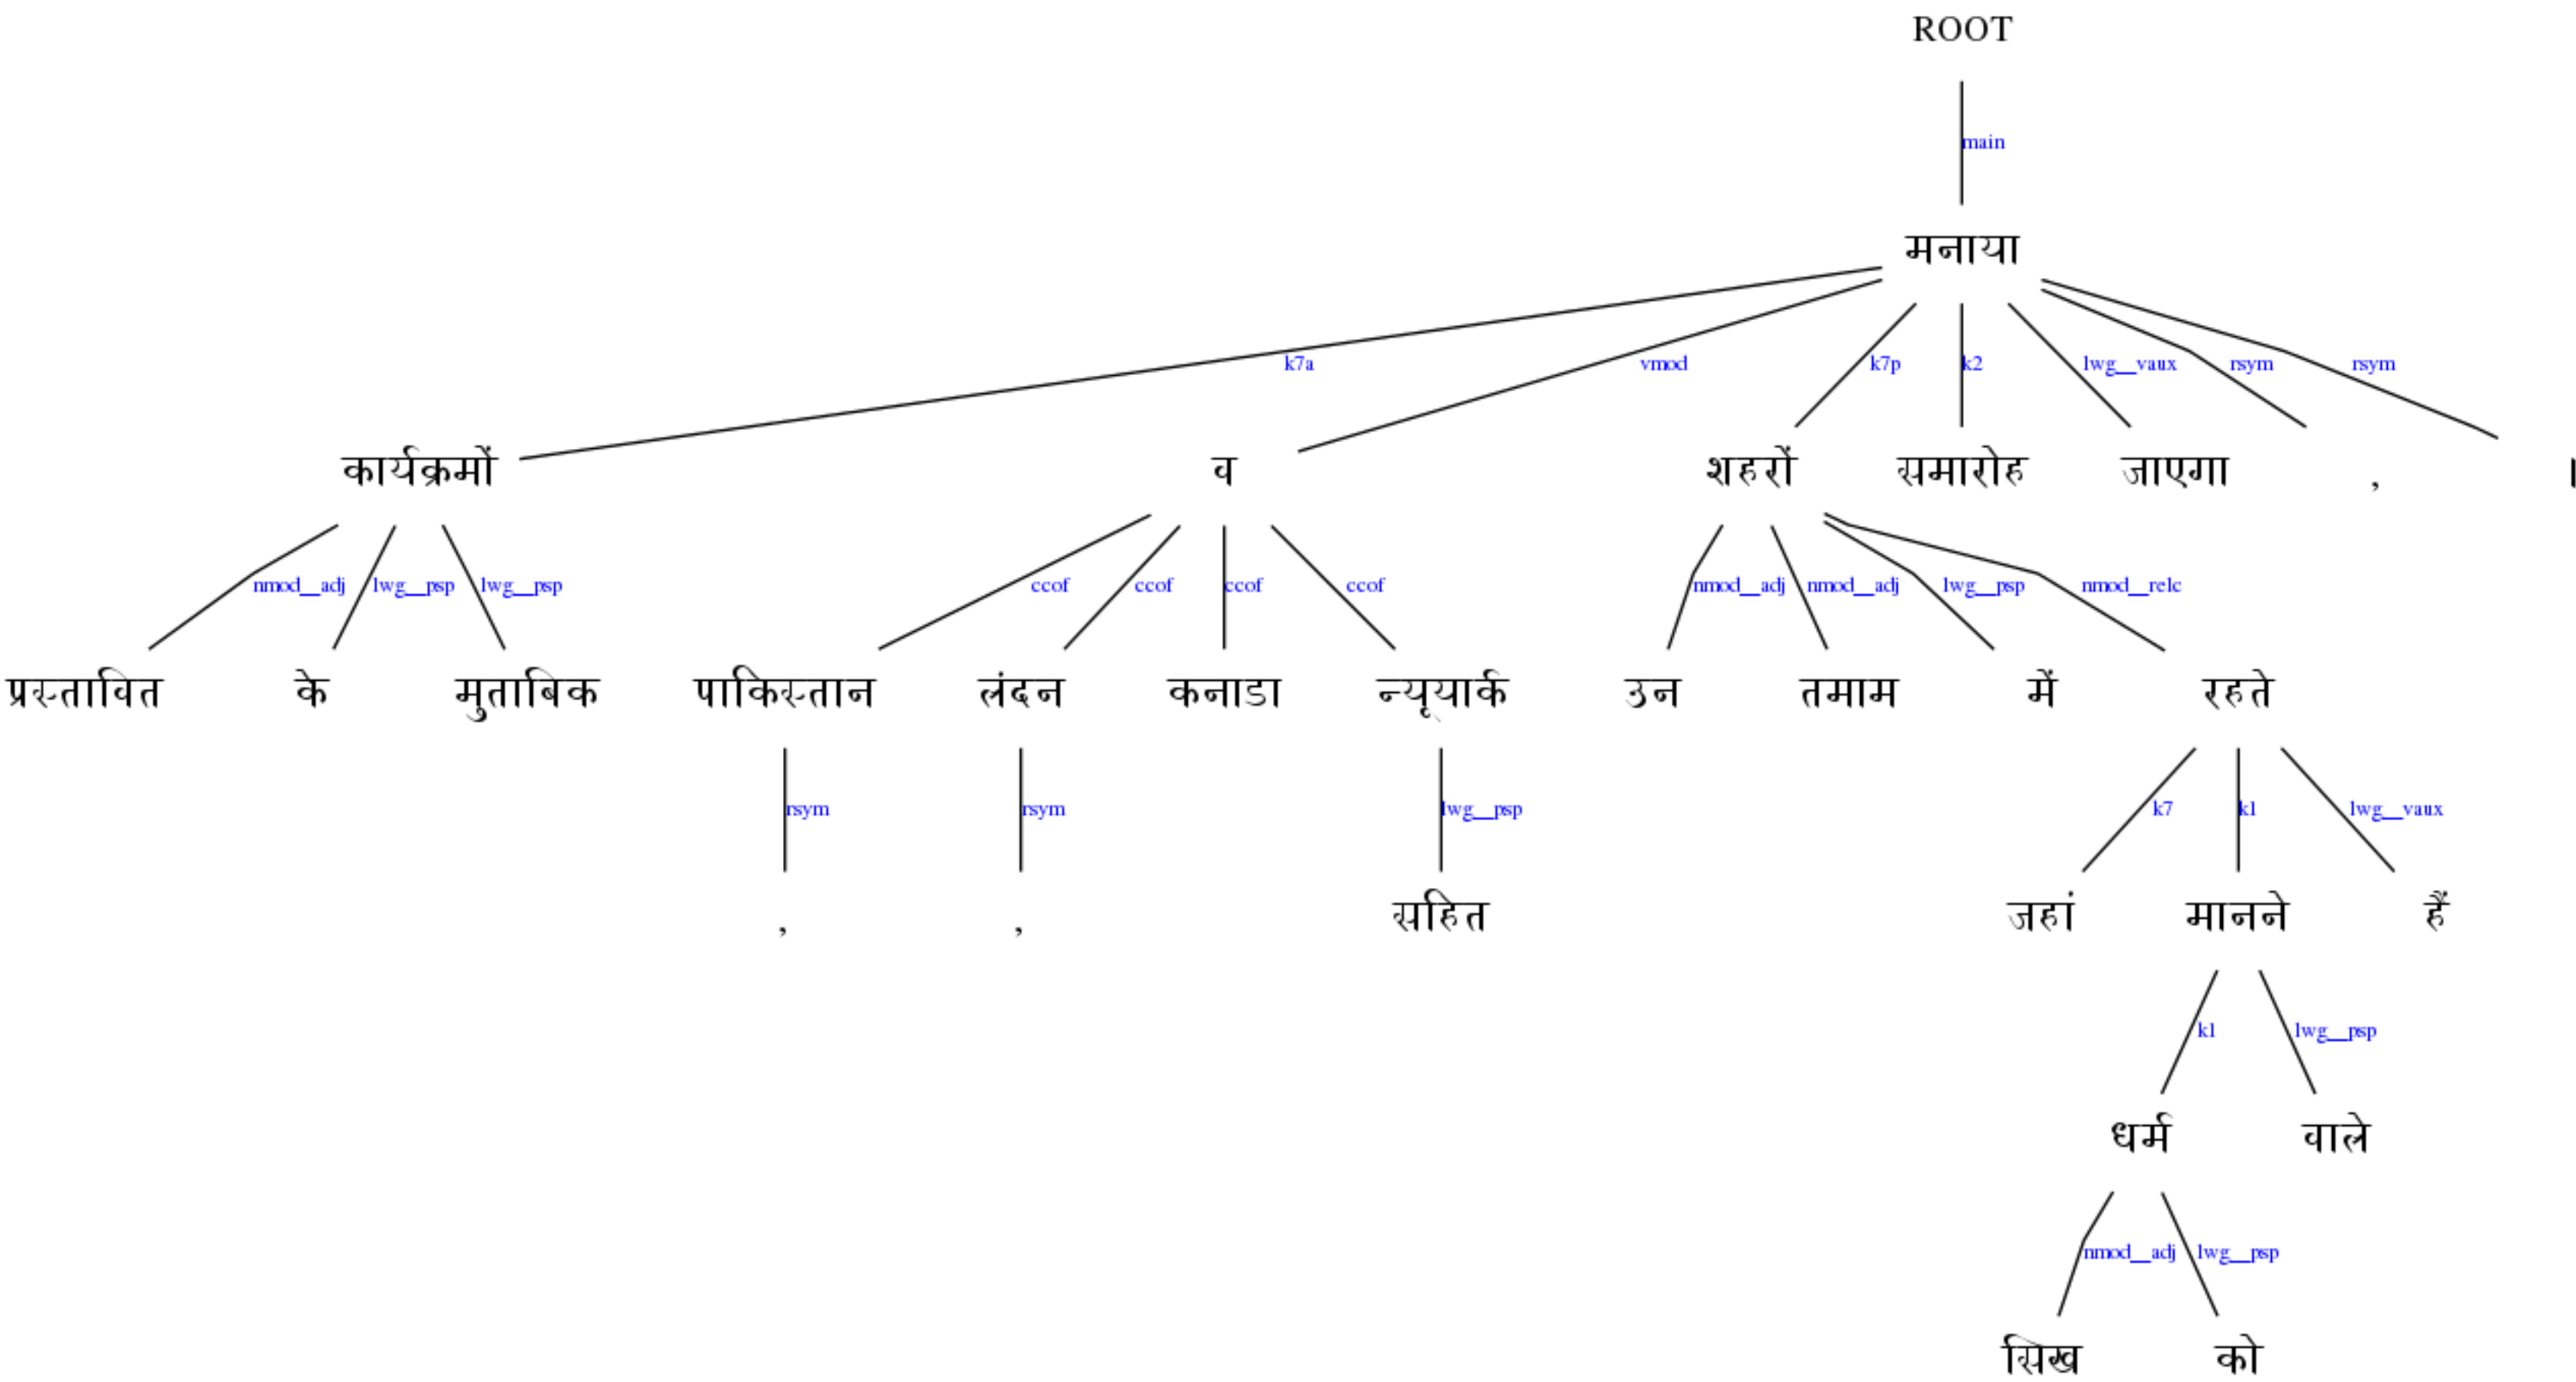 ROOT
main
मनाया
k7a vmod k7p k2 lwg__vaux rsym rsym
कार्यक्रमों व शहरों समारोह जाएगा , ।
nmod__adj lwg__psp lwg__psp ccof ccof ccof ccof nmod__adj nmod__adj lwg__psp nmod__relc
प्रस्तावित के मुताबिक पाकिस्तान लंदन कनाडा न्यूयार्क उन तमाम में रहते
rsym rsym lwg__psp k7 k1 lwg__vaux
, , सहित जहां मानने हैं
k1 lwg__psp
धर्म वाले
nmod__adj lwg__psp
सिख को